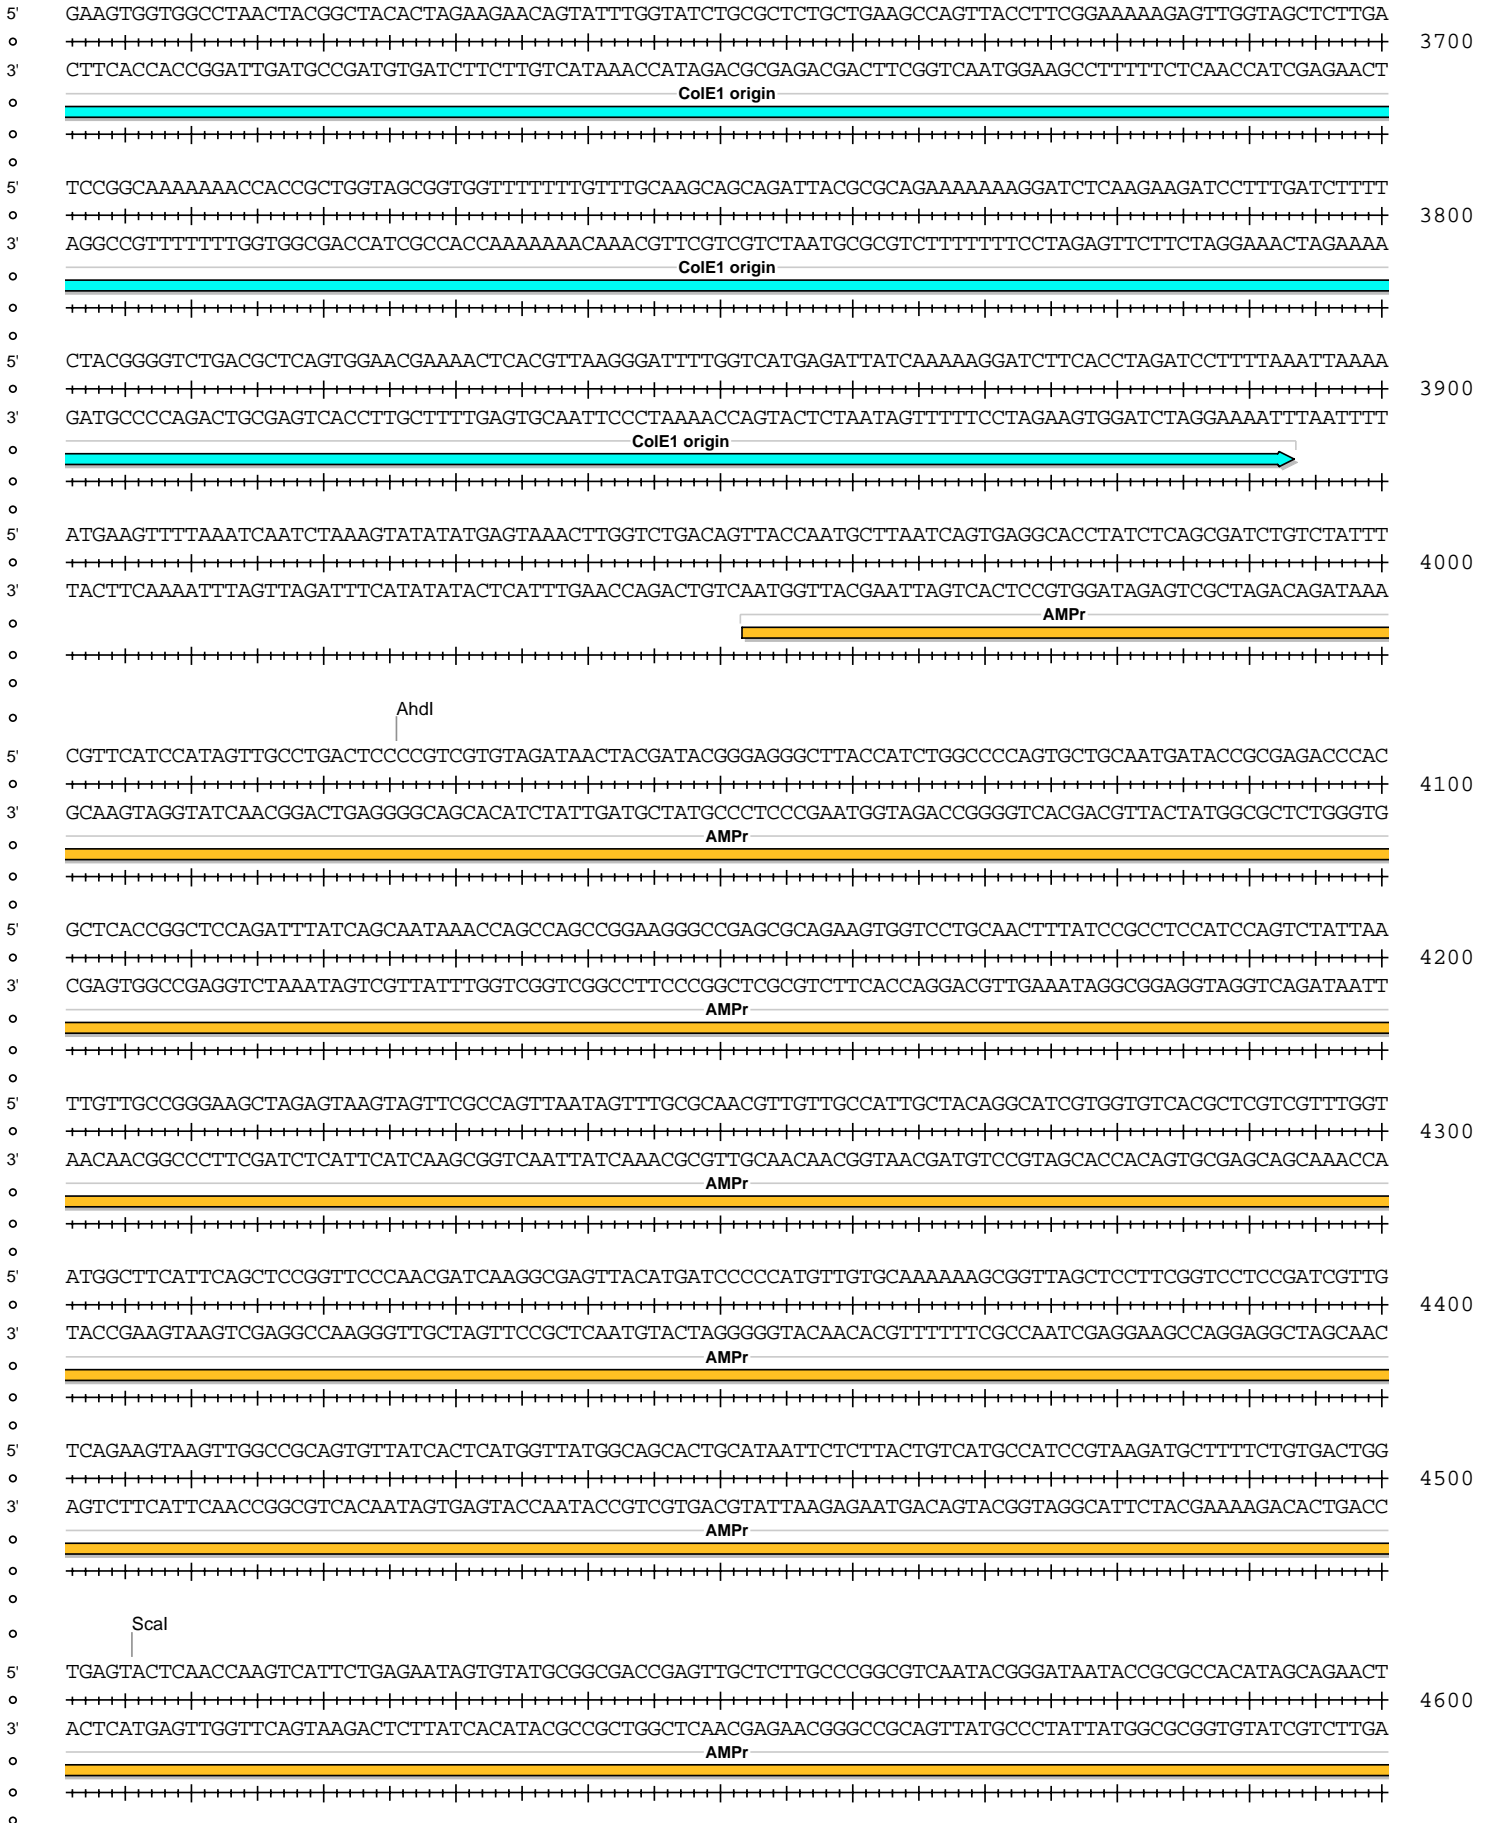 5' GAAGTGGTGGCCTAACTACGGCTACACTAGAAGAACAGTATTTGGTATCTGCGCTCTGCTGAAGCCAGTTACCTTCGGAAAAAGAGTTGGTAGCTCTTGA
3700
3' CTTCACCACCGGATTGATGCCGATGTGATCTTCTTGTCATAAACCATAGACGCGAGACGACTTCGGTCAATGGAAGCCTTTTTCTCAACCATCGAGAACT
ColE1 origin
5' TCCGGCAAAAAAACCACCGCTGGTAGCGGTGGTTTTTTTGTTTGCAAGCAGCAGATTACGCGCAGAAAAAAAGGATCTCAAGAAGATCCTTTGATCTTTT
3800
3' AGGCCGTTTTTTTGGTGGCGACCATCGCCACCAAAAAAACAAACGTTCGTCGTCTAATGCGCGTCTTTTTTTCCTAGAGTTCTTCTAGGAAACTAGAAAA
ColE1 origin
5' CTACGGGGTCTGACGCTCAGTGGAACGAAAACTCACGTTAAGGGATTTTGGTCATGAGATTATCAAAAAGGATCTTCACCTAGATCCTTTTAAATTAAAA
3900
3' GATGCCCCAGACTGCGAGTCACCTTGCTTTTGAGTGCAATTCCCTAAAACCAGTACTCTAATAGTTTTTCCTAGAAGTGGATCTAGGAAAATTTAATTTT
ColE1 origin
5' ATGAAGTTTTAAATCAATCTAAAGTATATATGAGTAAACTTGGTCTGACAGTTACCAATGCTTAATCAGTGAGGCACCTATCTCAGCGATCTGTCTATTT
4000
3' TACTTCAAAATTTAGTTAGATTTCATATATACTCATTTGAACCAGACTGTCAATGGTTACGAATTAGTCACTCCGTGGATAGAGTCGCTAGACAGATAAA
AMPr
AhdI
5' CGTTCATCCATAGTTGCCTGACTCCCCGTCGTGTAGATAACTACGATACGGGAGGGCTTACCATCTGGCCCCAGTGCTGCAATGATACCGCGAGACCCAC
4100
3' GCAAGTAGGTATCAACGGACTGAGGGGCAGCACATCTATTGATGCTATGCCCTCCCGAATGGTAGACCGGGGTCACGACGTTACTATGGCGCTCTGGGTG
AMPr
5' GCTCACCGGCTCCAGATTTATCAGCAATAAACCAGCCAGCCGGAAGGGCCGAGCGCAGAAGTGGTCCTGCAACTTTATCCGCCTCCATCCAGTCTATTAA
4200
3' CGAGTGGCCGAGGTCTAAATAGTCGTTATTTGGTCGGTCGGCCTTCCCGGCTCGCGTCTTCACCAGGACGTTGAAATAGGCGGAGGTAGGTCAGATAATT
AMPr
5' TTGTTGCCGGGAAGCTAGAGTAAGTAGTTCGCCAGTTAATAGTTTGCGCAACGTTGTTGCCATTGCTACAGGCATCGTGGTGTCACGCTCGTCGTTTGGT
4300
3' AACAACGGCCCTTCGATCTCATTCATCAAGCGGTCAATTATCAAACGCGTTGCAACAACGGTAACGATGTCCGTAGCACCACAGTGCGAGCAGCAAACCA
AMPr
5' ATGGCTTCATTCAGCTCCGGTTCCCAACGATCAAGGCGAGTTACATGATCCCCCATGTTGTGCAAAAAAGCGGTTAGCTCCTTCGGTCCTCCGATCGTTG
4400
3' TACCGAAGTAAGTCGAGGCCAAGGGTTGCTAGTTCCGCTCAATGTACTAGGGGGTACAACACGTTTTTTCGCCAATCGAGGAAGCCAGGAGGCTAGCAAC
AMPr
5' TCAGAAGTAAGTTGGCCGCAGTGTTATCACTCATGGTTATGGCAGCACTGCATAATTCTCTTACTGTCATGCCATCCGTAAGATGCTTTTCTGTGACTGG
4500
3' AGTCTTCATTCAACCGGCGTCACAATAGTGAGTACCAATACCGTCGTGACGTATTAAGAGAATGACAGTACGGTAGGCATTCTACGAAAAGACACTGACC
AMPr
ScaI
5' TGAGTACTCAACCAAGTCATTCTGAGAATAGTGTATGCGGCGACCGAGTTGCTCTTGCCCGGCGTCAATACGGGATAATACCGCGCCACATAGCAGAACT
4600
3' ACTCATGAGTTGGTTCAGTAAGACTCTTATCACATACGCCGCTGGCTCAACGAGAACGGGCCGCAGTTATGCCCTATTATGGCGCGGTGTATCGTCTTGA
AMPr